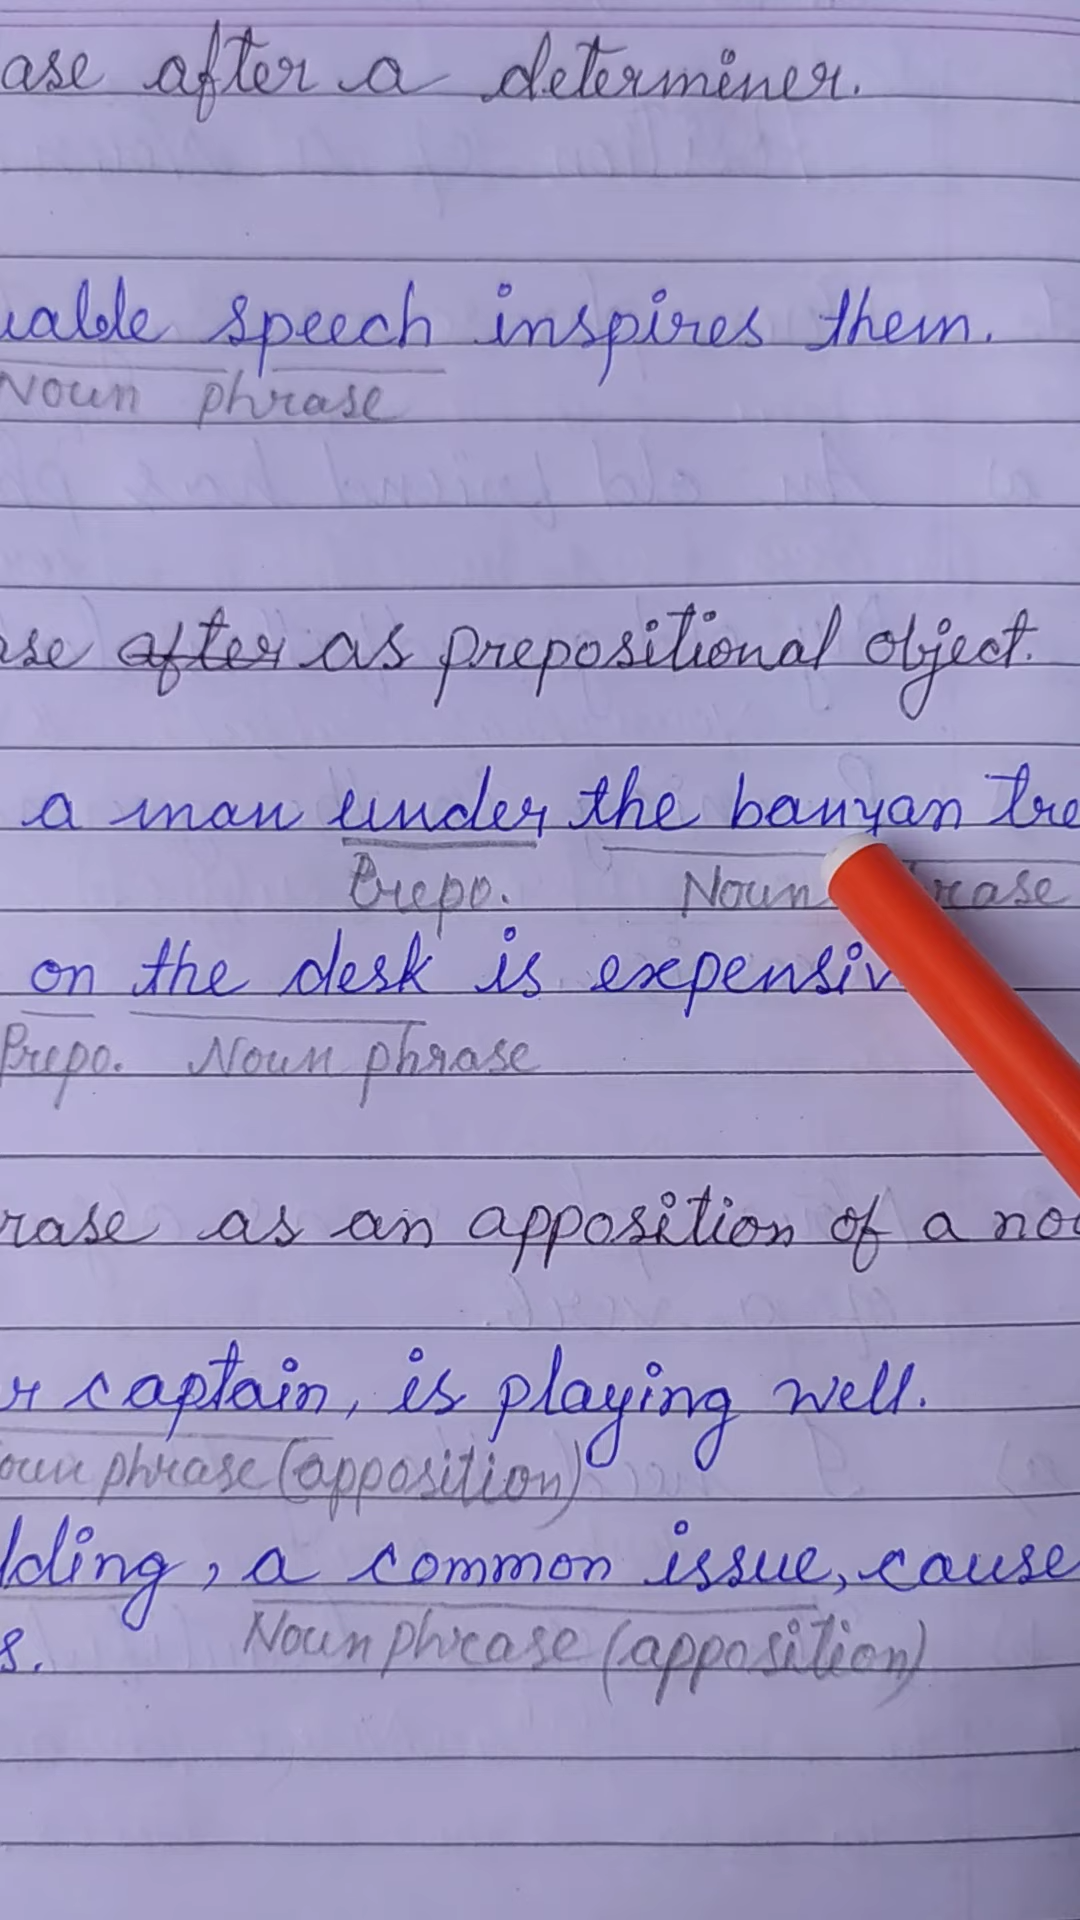 ase after a determiner.
uable speech inspires them.
Noun phrase
ase after as prepositional object.
a man under the banyan tre
Prepo. Noun rase
on the desk is expensiv
Prepo. Noun phrase
rase as an apposition of a no
r captain, is playing well.
oun phrase (apposition)
lding, a common issue, cause
s. Noun phrase (apposition)